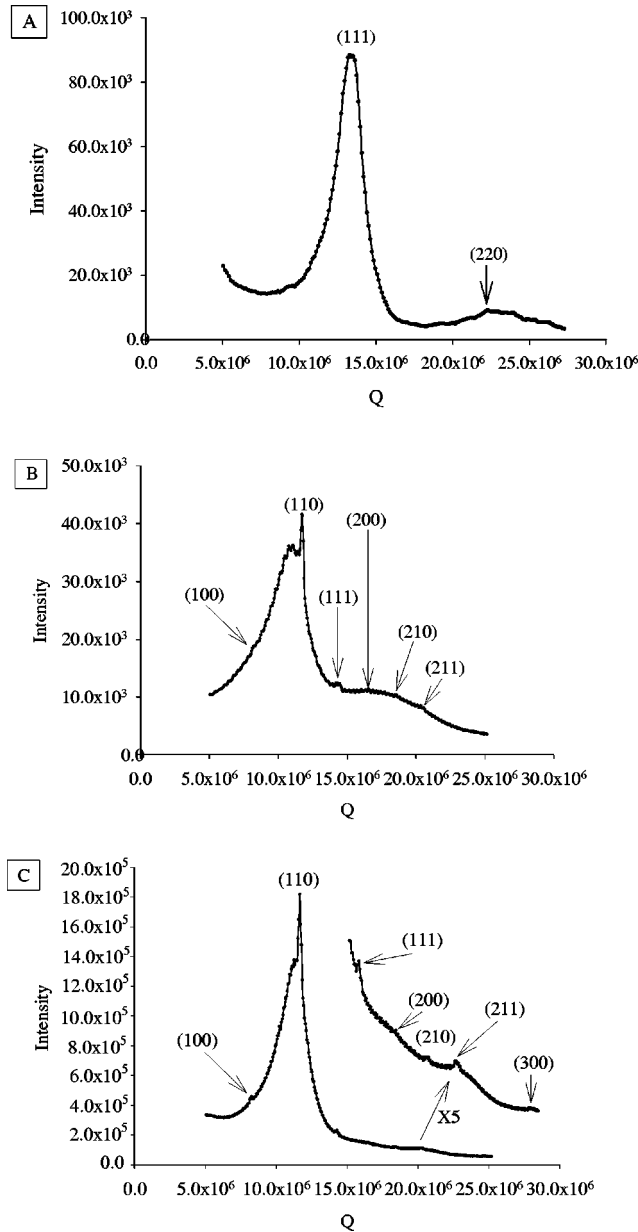 A
100.0x10³
(111)
80.0x10³
60.0x10³
Intensity
40.0x10³
(220)
20.0x10³
0.0
0.0 5.0x10⁶ 10.0x10⁶ 15.0x10⁶ 20.0x10⁶ 25.0x10⁶ 30.0x10⁶
Q
B
50.0x10³
(110)
(200)
40.0x10³
30.0x10³
(100) (111)
Intensity
20.0x10³
(210)
(211)
10.0x10³
0.0
0.0 5.0x10⁶ 10.0x10⁶ 15.0x10⁶ 20.0x10⁶ 25.0x10⁶ 30.0x10⁶
Q
C
20.0x10⁵
(110)
18.0x10⁵
16.0x10⁵
(111)
14.0x10⁵
12.0x10⁵
(200)
10.0x10⁵
Intensity
(100) (210) (211)
8.0x10⁵
6.0x10⁵
(300)
4.0x10⁵
X5
2.0x10⁵
0.0
0.0 5.0x10⁶ 10.0x10⁶ 15.0x10⁶ 20.0x10⁶ 25.0x10⁶ 30.0x10⁶
Q